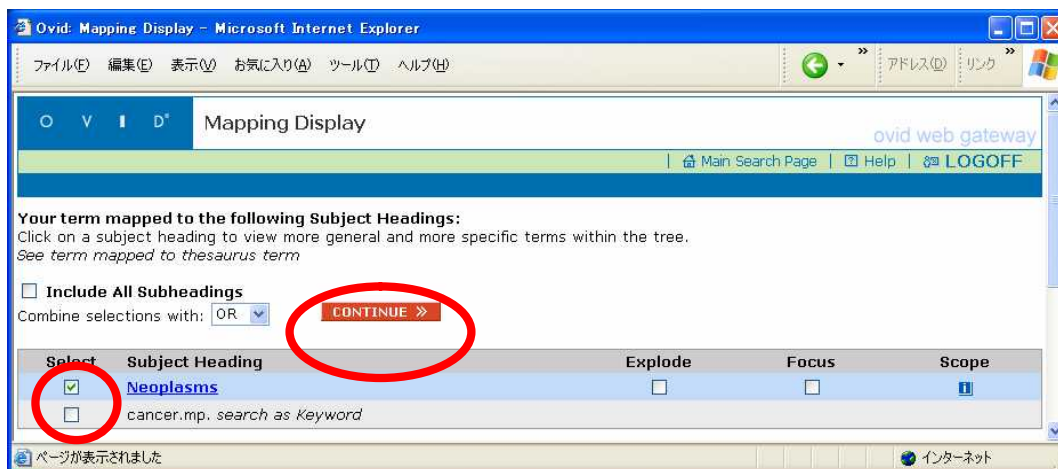 Ovid: Mapping Display - Microsoft Internet Explorer
ファイル(F) 編集(E) 表示(V) お気に入り(A) ツール(T) ヘルプ(H) » アドレス(D) リンク »
O V I D® Mapping Display
ovid web gateway
| Main Search Page | Help | LOGOFF
Your term mapped to the following Subject Headings:
Click on a subject heading to view more general and more specific terms within the tree.
See term mapped to thesaurus term
Include All Subheadings
Combine selections with: OR CONTINUE »
Select Subject Heading Explode Focus Scope
Neoplasms i
cancer.mp. search as Keyword
ページが表示されました インターネット